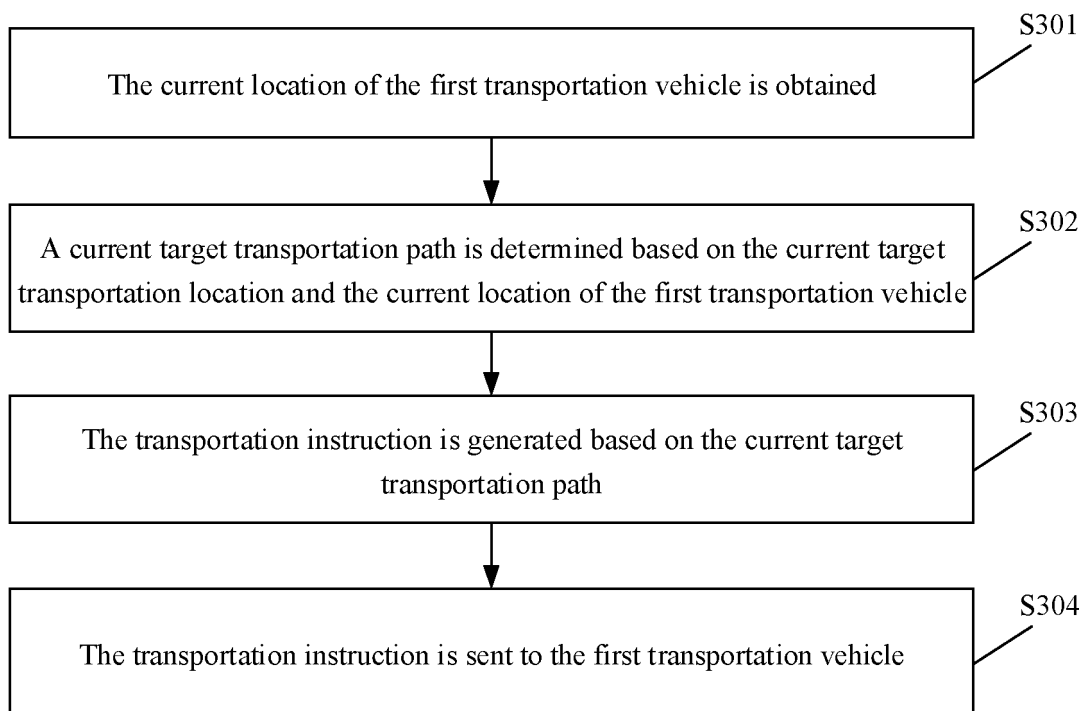 S301
The current location of the first transportation vehicle is obtained
S302
A current target transportation path is determined based on the current target
transportation location and the current location of the first transportation vehicle
S303
The transportation instruction is generated based on the current target
transportation path
S304
The transportation instruction is sent to the first transportation vehicle